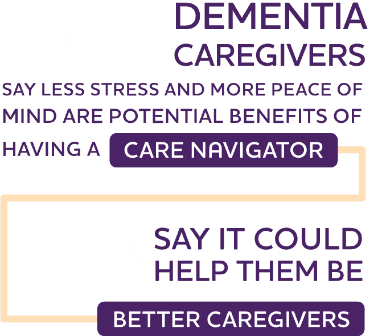 DEMENTIA
CAREGIVERS
SAY LESS STRESS AND MORE PEACE OF
MIND ARE POTENTIAL BENEFITS OF
HAVING A CARE NAVIGATOR
SAY IT COULD
HELP THEM BE
BETTER CAREGIVERS